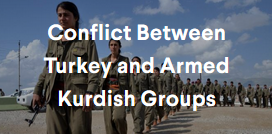 Conflict Between
Turkey and Armed
Kurdish Groups